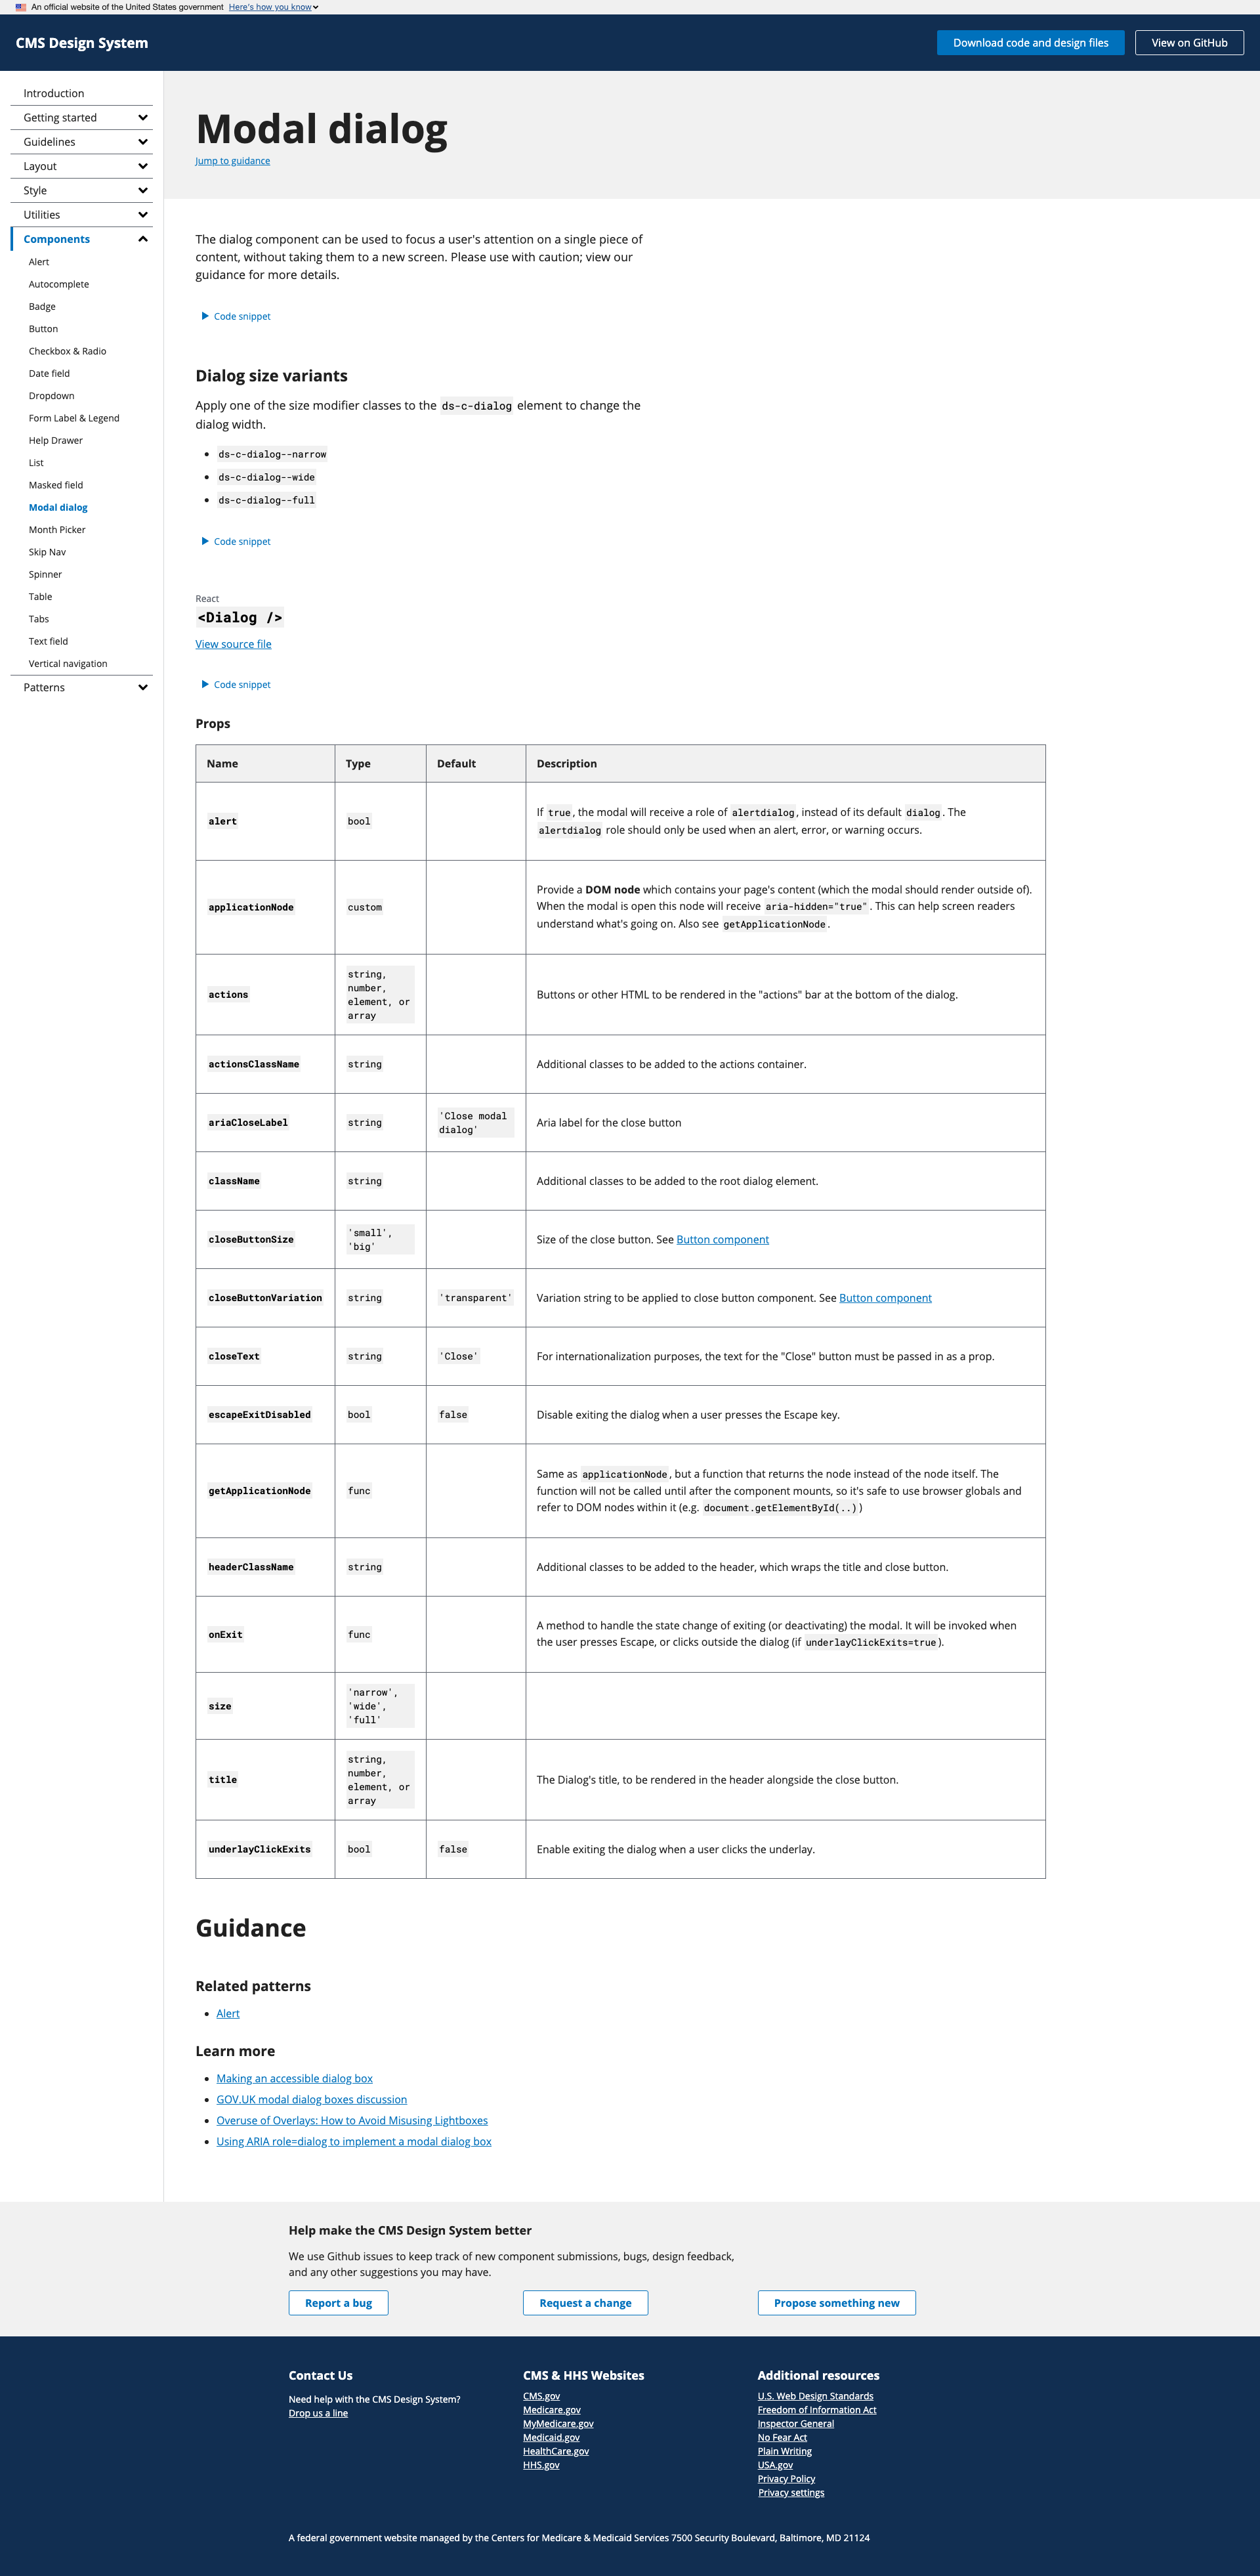 An official website of the United States government Here's how you know
CMS Design System
Download code and design files
View on GitHub
Introduction
Getting started
Guidelines
Layout
Style
Utilities
Components
Alert
Autocomplete
Badge
Button
Checkbox & Radio
Date field
Dropdown
Form Label & Legend
Help Drawer
List
Masked field
Modal dialog
Month Picker
Skip Nav
Spinner
Table
Tabs
Text field
Vertical navigation
Patterns
Modal dialog
Jump to guidance
The dialog component can be used to focus a user's attention on a single piece of
content, without taking them to a new screen. Please use with caution; view our
guidance for more details.
Code snippet
Dialog size variants
Apply one of the size modifier classes to the ds-c-dialog element to change the
dialog width.
ds-c-dialog--narrow
ds-c-dialog--wide
ds-c-dialog--full
Code snippet
React
<Dialog />
View source file
Code snippet
Props
Name Type Default Description
alert bool If true, the modal will receive a role of alertdialog, instead of its default dialog. The
alertdialog role should only be used when an alert, error, or warning occurs.
applicationNode custom Provide a DOM node which contains your page's content (which the modal should render outside of).
When the modal is open this node will receive aria-hidden="true". This can help screen readers
understand what's going on. Also see getApplicationNode.
actions
string,
number,
element, or
array
Buttons or other HTML to be rendered in the "actions" bar at the bottom of the dialog.
actionsClassName string Additional classes to be added to the actions container.
ariaCloseLabel string
'Close modal
dialog'
Aria label for the close button
className string Additional classes to be added to the root dialog element.
closeButtonSize
'small',
'big'
Size of the close button. See Button component
closeButtonVariation string 'transparent' Variation string to be applied to close button component. See Button component
closeText string 'Close' For internationalization purposes, the text for the "Close" button must be passed in as a prop.
escapeExitDisabled bool false Disable exiting the dialog when a user presses the Escape key.
getApplicationNode func Same as applicationNode, but a function that returns the node instead of the node itself. The
function will not be called until after the component mounts, so it's safe to use browser globals and
refer to DOM nodes within it (e.g. document.getElementById(..))
headerClassName string Additional classes to be added to the header, which wraps the title and close button.
onExit func A method to handle the state change of exiting (or deactivating) the modal. It will be invoked when
the user presses Escape, or clicks outside the dialog (if underlayClickExits=true).
size
'narrow',
'wide',
'full'
title
string,
number,
element, or
array
The Dialog's title, to be rendered in the header alongside the close button.
underlayClickExits bool false Enable exiting the dialog when a user clicks the underlay.
Guidance
Related patterns
Alert
Learn more
Making an accessible dialog box
GOV.UK modal dialog boxes discussion
Overuse of Overlays: How to Avoid Misusing Lightboxes
Using ARIA role=dialog to implement a modal dialog box
Help make the CMS Design System better
We use Github issues to keep track of new component submissions, bugs, design feedback,
and any other suggestions you may have.
Report a bug
Request a change
Propose something new
Contact Us
Need help with the CMS Design System?
Drop us a line
CMS & HHS Websites
CMS.gov
Medicare.gov
MyMedicare.gov
Medicaid.gov
HealthCare.gov
HHS.gov
Additional resources
U.S. Web Design Standards
Freedom of Information Act
Inspector General
No Fear Act
Plain Writing
USA.gov
Privacy Policy
Privacy settings
A federal government website managed by the Centers for Medicare & Medicaid Services 7500 Security Boulevard, Baltimore, MD 21124